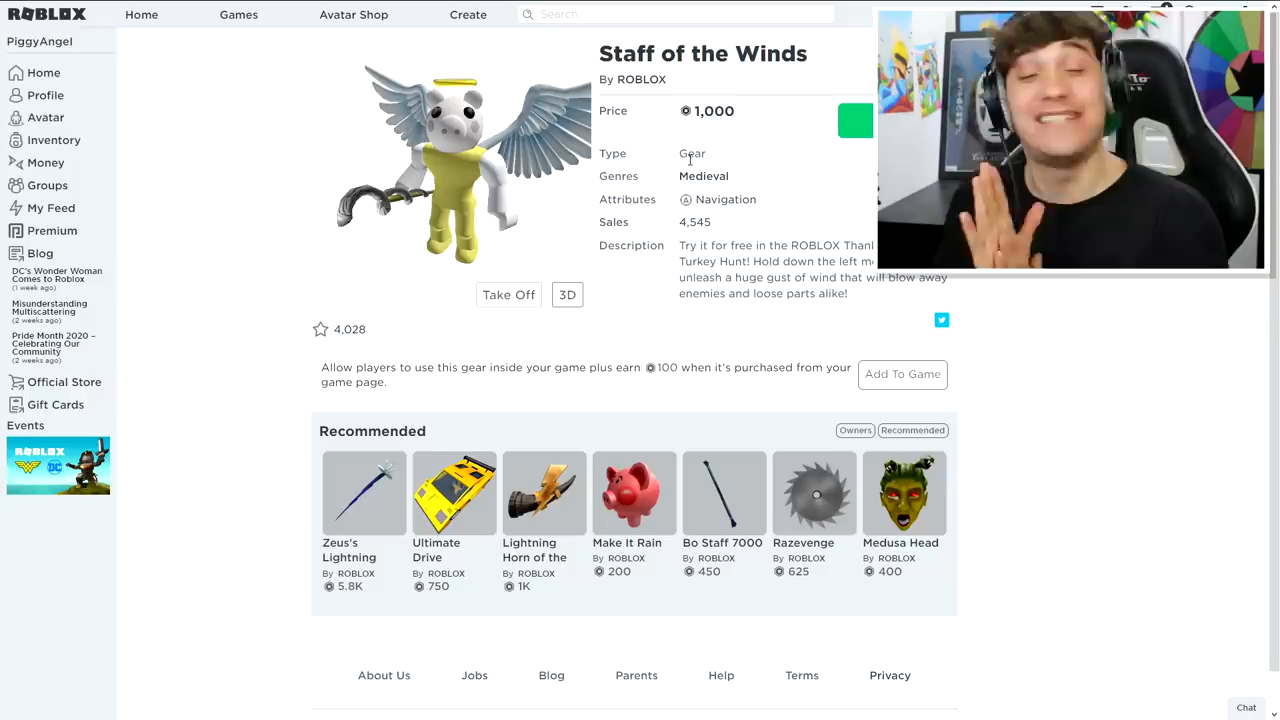 ROBLOX
Home
Games
Avatar Shop
Create
Search
PiggyAngel
Home
Profile
Avatar
Inventory
Money
Groups
My Feed
Premium
Blog
DC's Wonder Woman
Comes to Roblox
(1 week ago)
Misunderstanding
Multiscattering
(2 weeks ago)
Pride Month 2020 –
Celebrating Our
Community
(2 weeks ago)
Official Store
Gift Cards
Events
ROBLOX
DC
Staff of the Winds
By ROBLOX
Price 1,000
Type Gear
Genres Medieval
Attributes Navigation
Sales 4,545
Description Try it for free in the ROBLOX
Turkey Hunt! Hold down the left
unleash a huge gust of wind that will blow away
enemies and loose parts alike!
Take Off
3D
4,028
Allow players to use this gear inside your game plus earn 100 when it's purchased from your
game page.
Add To Game
Recommended
Owners
Recommended
Zeus's
Lightning
By ROBLOX
5.8K
Ultimate
Drive
By ROBLOX
750
Lightning
Horn of the
By ROBLOX
1K
Make It Rain
By ROBLOX
200
Bo Staff 7000
By ROBLOX
450
Razevenge
By ROBLOX
625
Medusa Head
By ROBLOX
400
About Us
Jobs
Blog
Parents
Help
Terms
Privacy
Chat